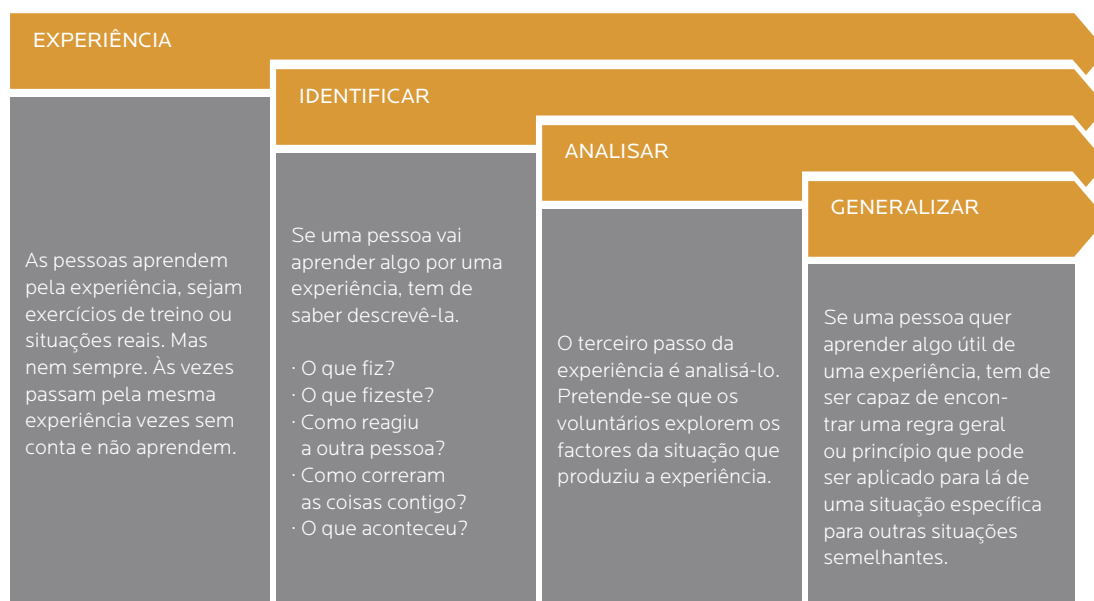 EXPERIÊNCIA
As pessoas aprendem
pela experiência, sejam
exercícios de treino ou
situações reais. Mas
nem sempre. Às vezes
passam pela mesma
experiência vezes sem
conta e não aprendem.
IDENTIFICAR
Se uma pessoa vai
aprender algo por uma
experiência, tem de
saber descrevê-la.
· O que fiz?
· O que fizeste?
· Como reagiu
a outra pessoa?
· Como correram
as coisas contigo?
· O que aconteceu?
ANALISAR
O terceiro passo da
experiência é analisá-lo.
Pretende-se que os
voluntários explorem os
factores da situação que
produziu a experiência.
GENERALIZAR
Se uma pessoa quer
aprender algo útil de
uma experiência, tem de
ser capaz de encon-
trar uma regra geral
ou princípio que pode
ser aplicado para lá de
uma situação específica
para outras situações
semelhantes.